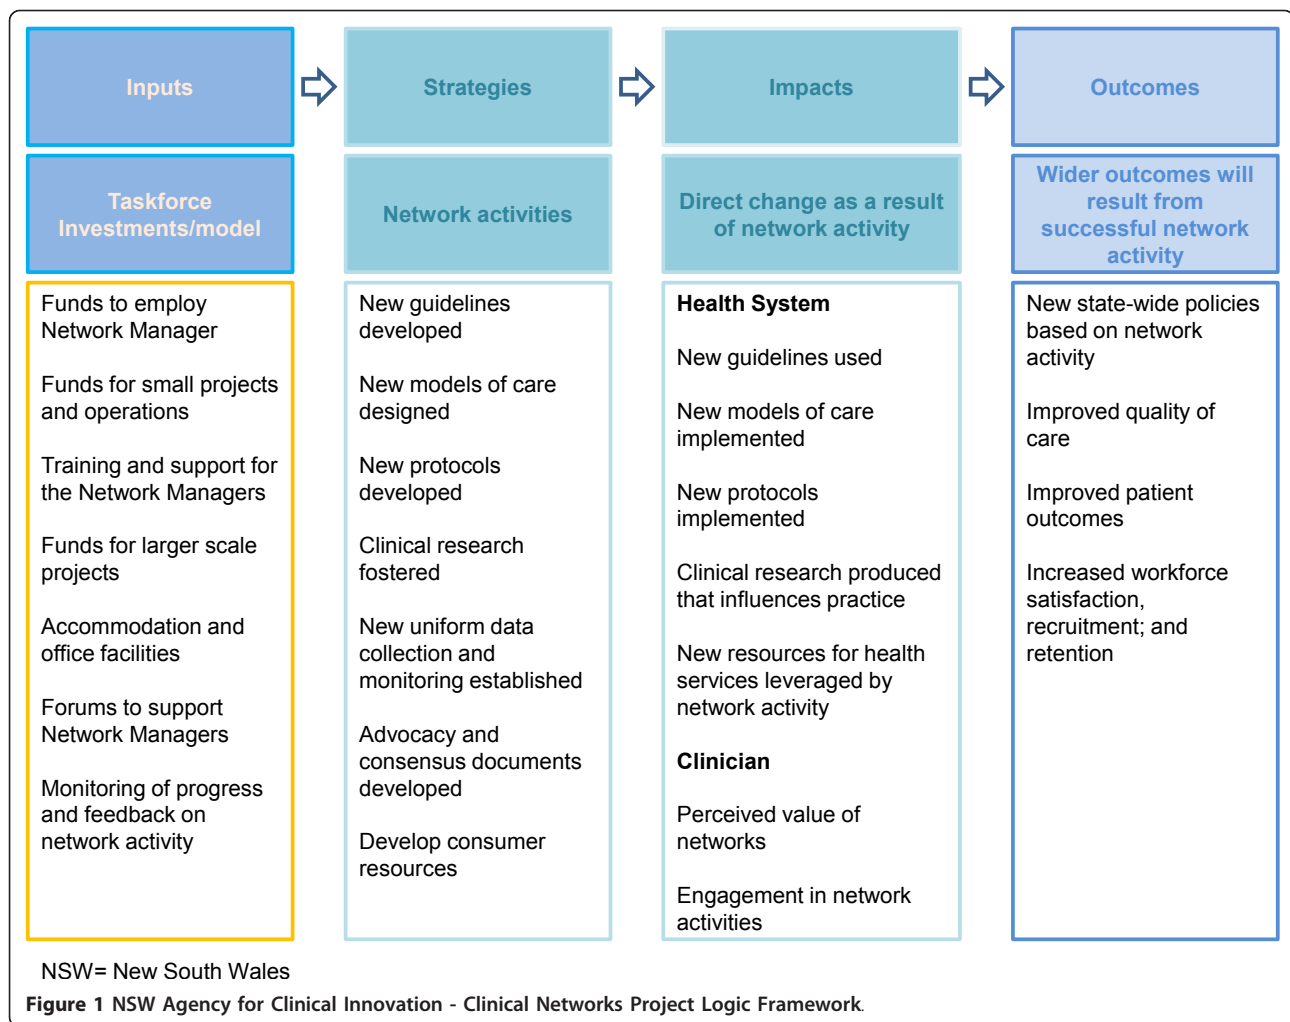 Inputs
Strategies
Impacts
Outcomes
Taskforce
Investments/model
Network activities
Direct change as a result
of network activity
Wider outcomes will
result from
successful network
activity
Funds to employ
Network Manager
Funds for small projects
and operations
Training and support for
the Network Managers
Funds for larger scale
projects
Accommodation and
office facilities
Forums to support
Network Managers
Monitoring of progress
and feedback on
network activity
New guidelines
developed
New models of care
designed
New protocols
developed
Clinical research
fostered
New uniform data
collection and
monitoring established
Advocacy and
consensus documents
developed
Develop consumer
resources
Health System
New guidelines used
New models of care
implemented
New protocols
implemented
Clinical research produced
that influences practice
New resources for health
services leveraged by
network activity
Clinician
Perceived value of
networks
Engagement in network
activities
New state-wide policies
based on network
activity
Improved quality of
care
Improved patient
outcomes
Increased workforce
satisfaction,
recruitment; and
retention
NSW= New South Wales
Figure 1 NSW Agency for Clinical Innovation - Clinical Networks Project Logic Framework.